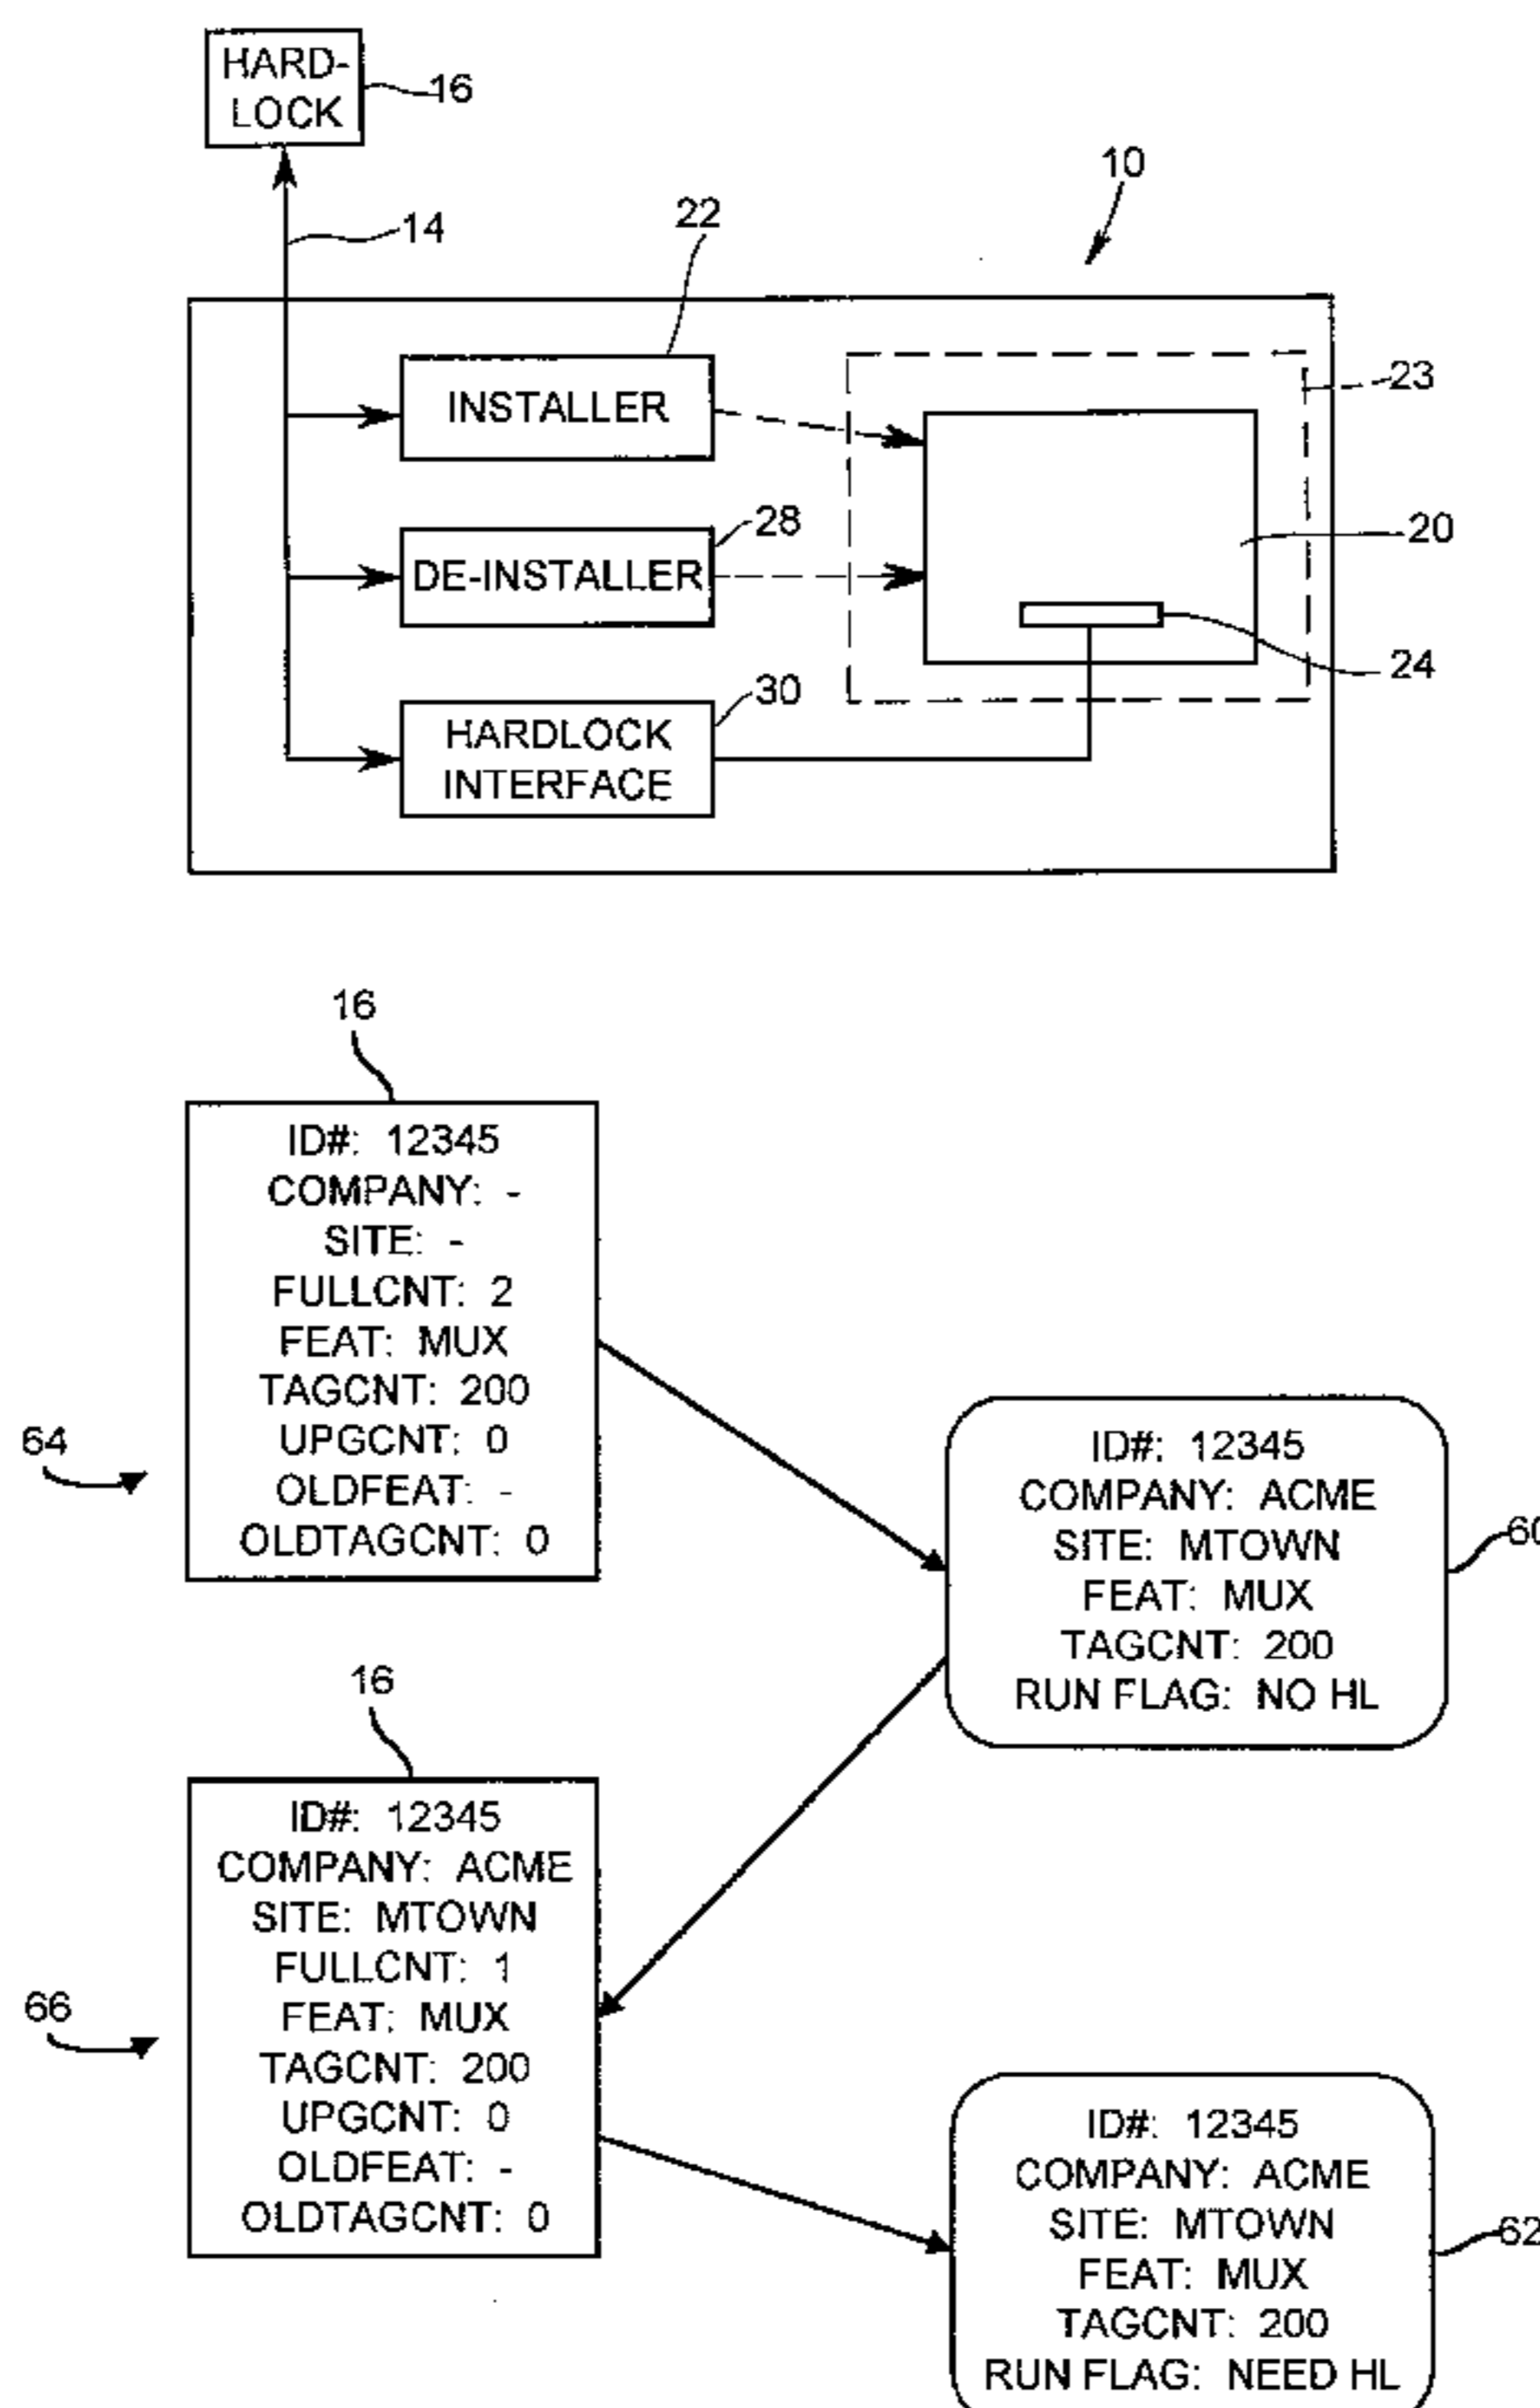 HARD-
LOCK
16
10
14
22
INSTALLER
23
28
20
DE-INSTALLER
24
30
HARDLOCK
INTERFACE
16
ID#: 12345
COMPANY: -
SITE: -
FULLCNT: 2
FEAT: MUX
TAGCNT: 200
UPGCNT: 0
OLDFEAT: -
OLDTAGCNT: 0
64
ID#: 12345
COMPANY: ACME
SITE: MTOWN
FEAT: MUX
TAGCNT: 200
RUN FLAG: NO HL
60
16
ID#: 12345
COMPANY: ACME
SITE: MTOWN
FULLCNT: 1
FEAT: MUX
TAGCNT: 200
UPGCNT: 0
OLDFEAT: -
OLDTAGCNT: 0
66
ID#: 12345
COMPANY: ACME
SITE: MTOWN
FEAT: MUX
TAGCNT: 200
RUN FLAG: NEED HL
62